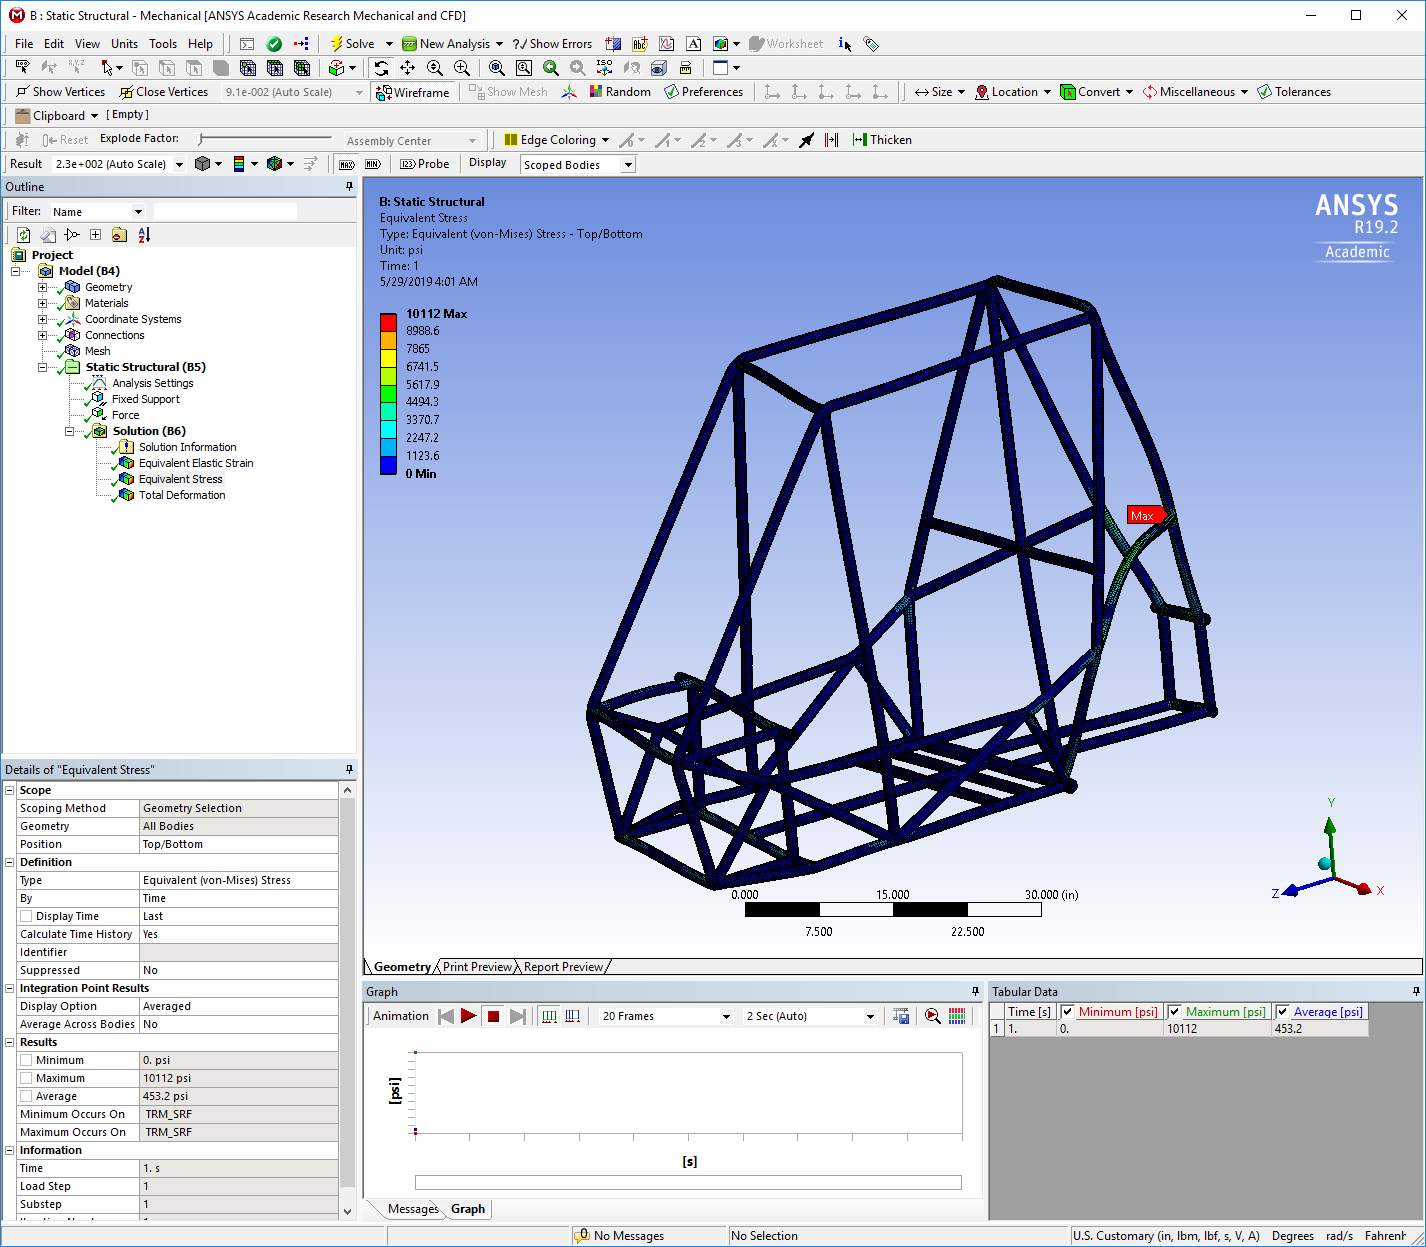 B : Static Structural - Mechanical [ANSYS Academic Research Mechanical and CFD]
File Edit View Units Tools Help Solve New Analysis ?/ Show Errors Worksheet
Show Vertices Close Vertices 9.1e-002 (Auto Scale) Wireframe Show Mesh Random Preferences Size Location Convert Miscellaneous Tolerances
Clipboard [ Empty ]
Reset Explode Factor: Assembly Center Edge Coloring Thicken
Result 2.3e+002 (Auto Scale) MAX MIN Probe Display Scoped Bodies
Outline
Filter: Name
Project
Model (B4)
Geometry
Materials
Coordinate Systems
Connections
Mesh
Static Structural (B5)
Analysis Settings
Fixed Support
Force
Solution (B6)
Solution Information
Equivalent Elastic Strain
Equivalent Stress
Total Deformation
Details of "Equivalent Stress"
Scope
Scoping Method Geometry Selection
Geometry All Bodies
Position Top/Bottom
Definition
Type Equivalent (von-Mises) Stress
By Time
Display Time Last
Calculate Time History Yes
Identifier
Suppressed No
Integration Point Results
Display Option Averaged
Average Across Bodies No
Results
Minimum 0. psi
Maximum 10112 psi
Average 453.2 psi
Minimum Occurs On TRM_SRF
Maximum Occurs On TRM_SRF
Information
Time 1. s
Load Step 1
Substep 1
B: Static Structural
Equivalent Stress
Type: Equivalent (von-Mises) Stress - Top/Bottom
Unit: psi
Time: 1
5/29/2019 4:01 AM
10112 Max
8988.6
7865
6741.5
5617.9
4494.3
3370.7
2247.2
1123.6
0 Min
ANSYS
R19.2
Academic
Max
0.000 15.000 30.000 (in)
7.500 22.500
Y
Z
X
Geometry Print Preview Report Preview
Graph
Animation 20 Frames 2 Sec (Auto)
[psi]
[s]
Messages Graph
Tabular Data
Time [s] Minimum [psi] Maximum [psi] Average [psi]
1 1. 0. 10112 453.2
0 No Messages No Selection U.S. Customary (in, lbm, lbf, s, V, A) Degrees rad/s Fahrenh